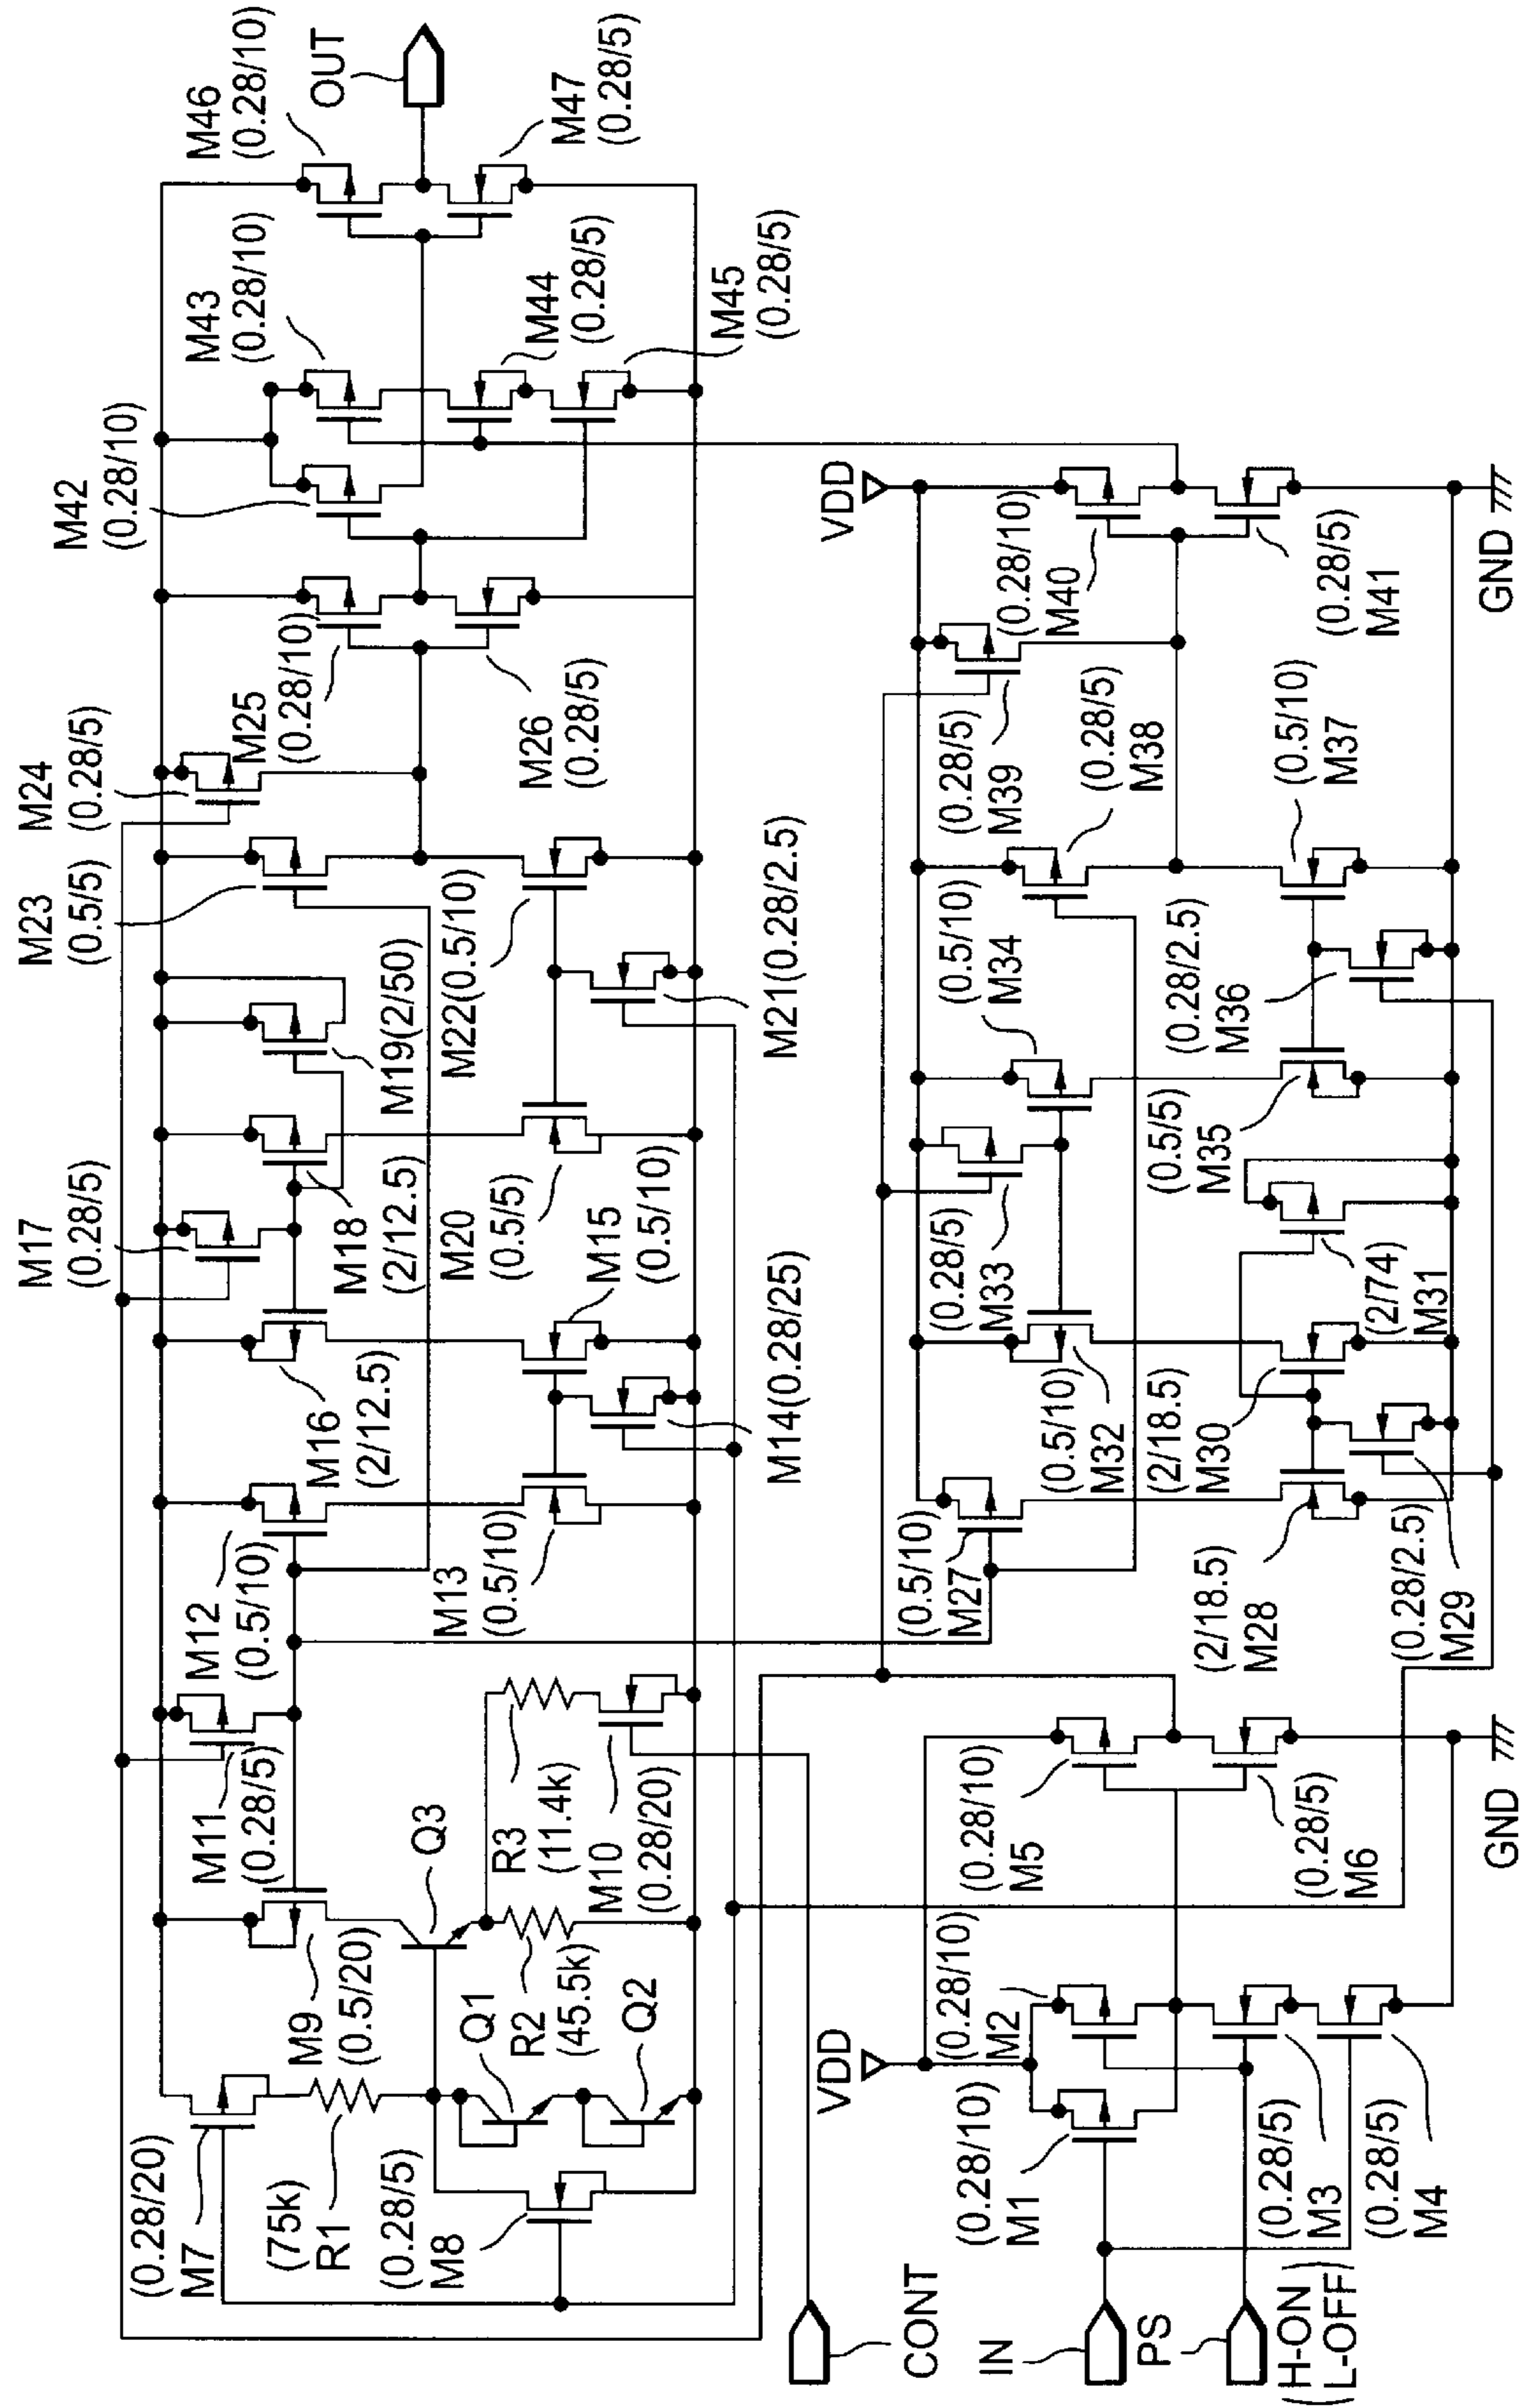 M46
(0.28/10)
OUT
M47
(0.28/5)
M43
(0.28/10)
M44
(0.28/5)
M45
(0.28/5)
M42
(0.28/10)
M24
(0.28/5)
M25
(0.28/10)
M26
(0.28/5)
M23
(0.5/5)
M22(0.5/10)
M21(0.28/2.5)
M19(2/50)
M17
(0.28/5)
M18
(2/12.5)
M20
(0.5/5)
M15
(0.5/10)
M16
(2/12.5)
M14(0.28/25)
M12
(0.5/10)
M13
(0.5/10)
M11
(0.28/5)
Q3
R3
(11.4k)
M10
(0.28/20)
M9
(0.5/20)
Q1
R2
(45.5k)
Q2
(0.28/20)
M7
(75k)
R1
(0.28/5)
M8
VDD
(0.28/10)
M40
(0.28/5)
M41
GND
(0.28/5)
M39
(0.28/5)
M38
(0.5/10)
M37
(0.5/10)
M34
(0.28/2.5)
M36
(0.5/5)
M35
(0.28/5)
M33
(2/74)
M31
(0.5/10)
M32
(2/18.5)
M30
(0.5/10)
M27
(2/18.5)
M28
(0.28/2.5)
M29
(0.28/10)
M5
(0.28/5)
M6
GND
(0.28/10)
M2
VDD
(0.28/10)
M1
(0.28/5)
M3
(0.28/5)
M4
CONT
IN
PS
(H-ON)
(L-OFF)